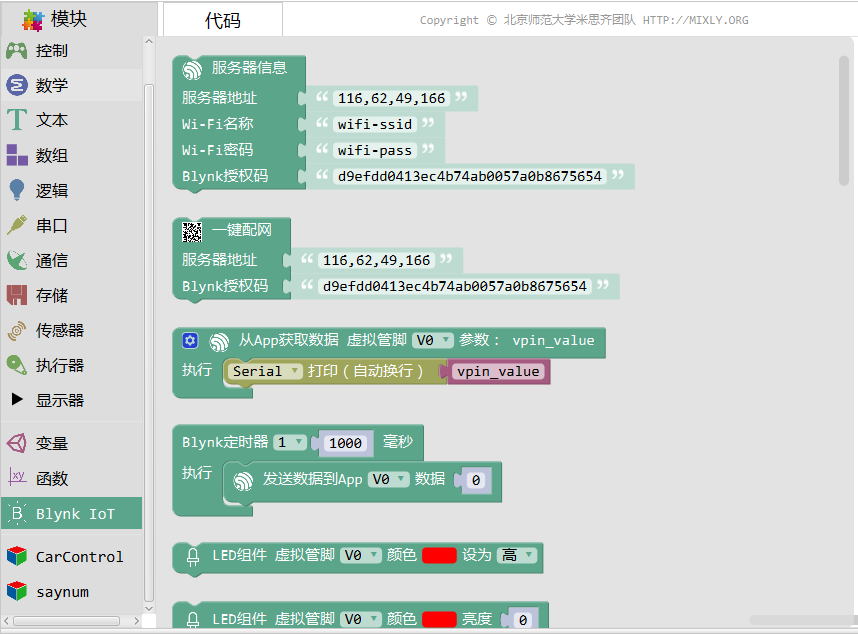 模块
代码
Copyright © 北京师范大学米思齐团队 HTTP://MIXLY.ORG
控制
数学
文本
数组
逻辑
串口
通信
存储
传感器
执行器
显示器
变量
函数
Blynk IoT
CarControl
saynum
服务器信息
服务器地址 “ 116,62,49,166 ”
Wi-Fi名称 “ wifi-ssid ”
Wi-Fi密码 “ wifi-pass ”
Blynk授权码 “ d9efdd0413ec4b74ab0057a0b8675654 ”
一键配网
服务器地址 “ 116,62,49,166 ”
Blynk授权码 “ d9efdd0413ec4b74ab0057a0b8675654 ”
从App获取数据 虚拟管脚 V0 参数： vpin_value
执行 Serial 打印（自动换行） vpin_value
Blynk定时器 1 1000 毫秒
执行 发送数据到App V0 数据 0
LED组件 虚拟管脚 V0 颜色 设为 高
LED组件 虚拟管脚 V0 颜色 亮度 0